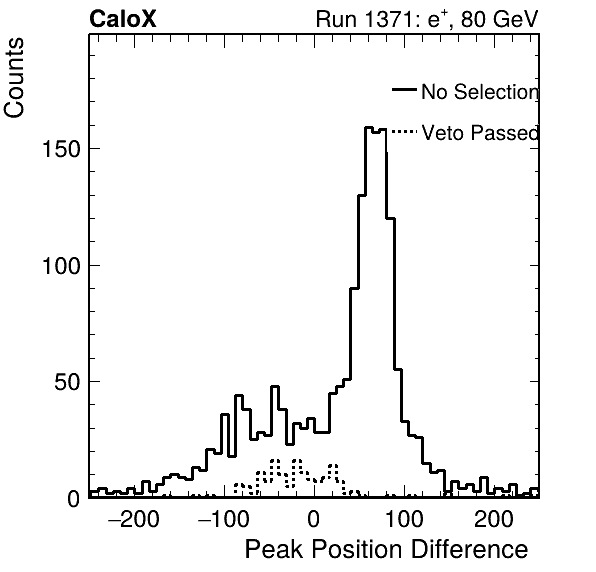 CaloX Run 1371: e⁺, 80 GeV
Counts
No Selection
Veto Passed
150
100
50
0
−200 −100 0 100 200
Peak Position Difference